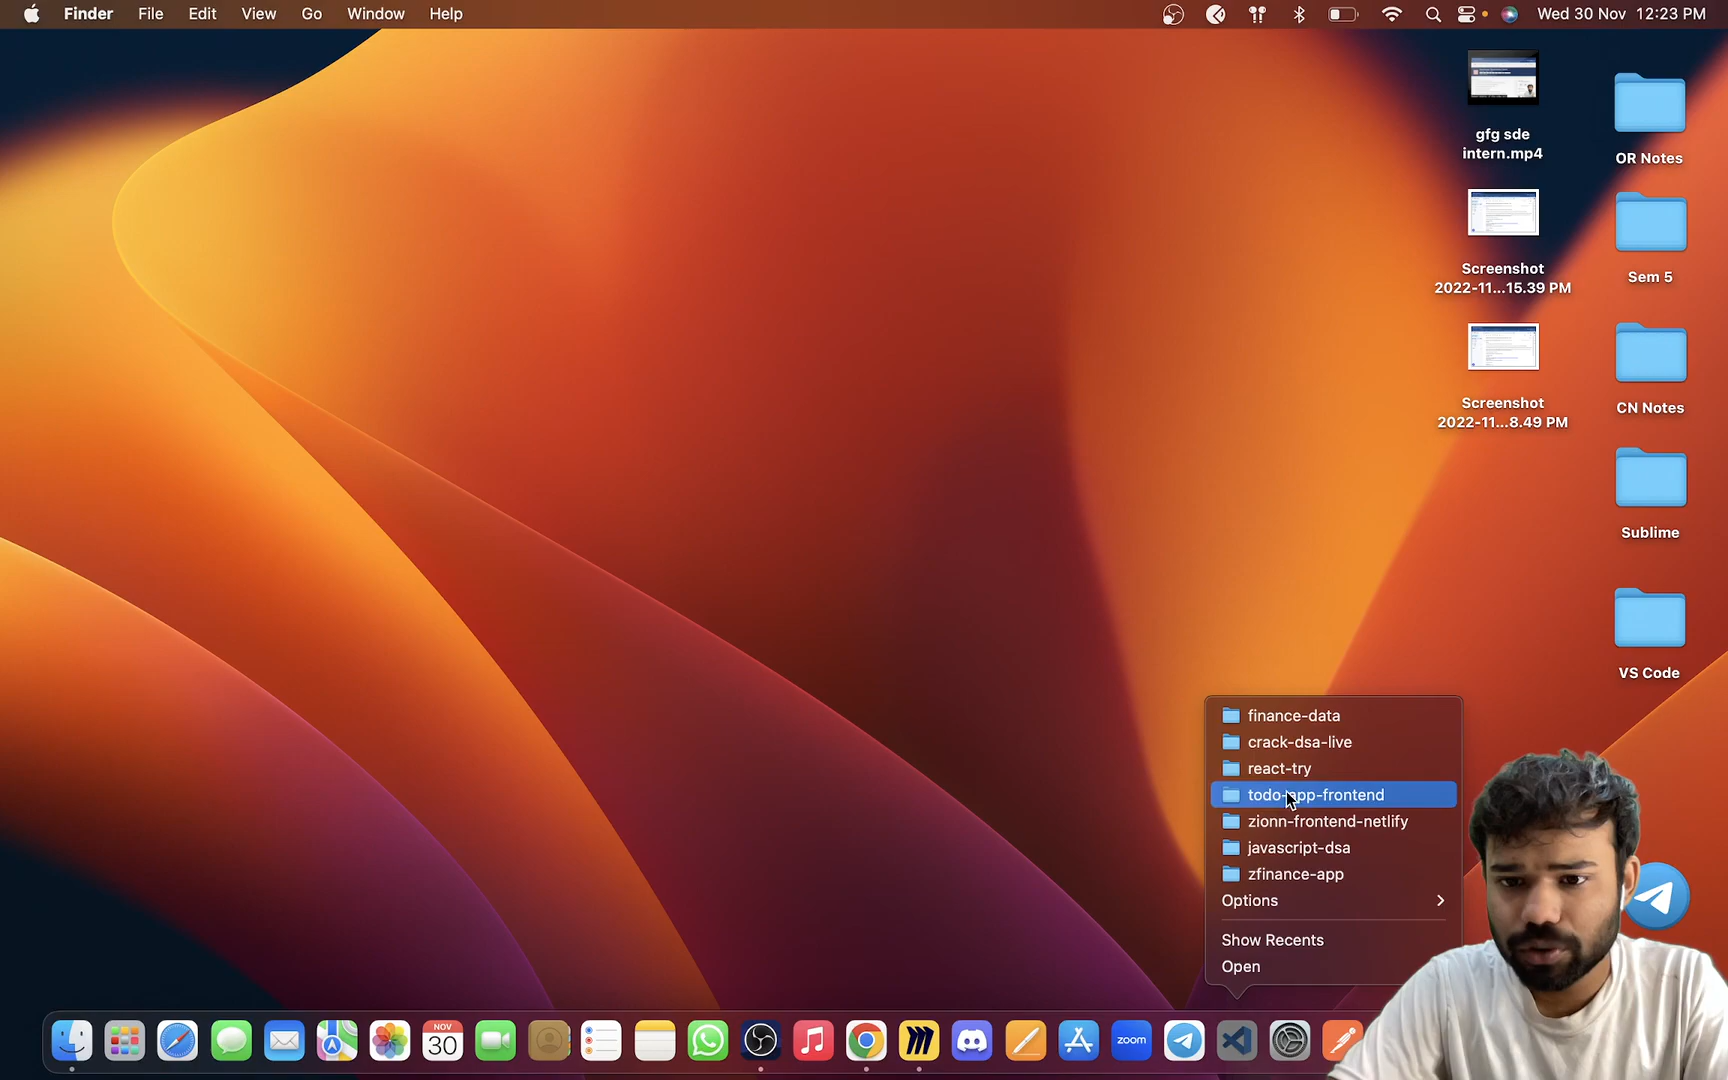 Finder File Edit View Go Window Help
Wed 30 Nov 12:23 PM
gfg sde
intern.mp4
OR Notes
Screenshot
2022-11...15.39 PM
Sem 5
Screenshot
2022-11...8.49 PM
CN Notes
Sublime
VS Code
finance-data
crack-dsa-live
react-try
todo-app-frontend
zionn-frontend-netlify
javascript-dsa
zfinance-app
Options
Show Recents
Open
NOV
30
zoom